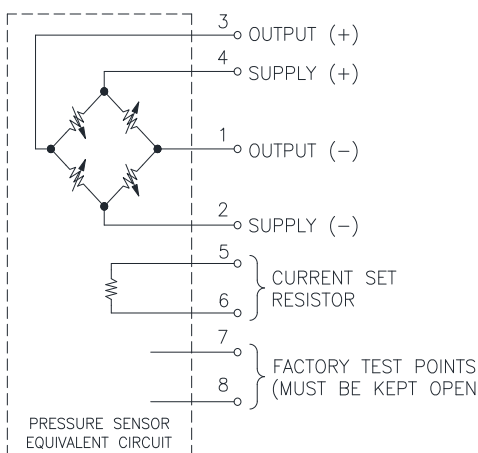 3 OUTPUT (+)
4 SUPPLY (+)
1 OUTPUT (−)
2 SUPPLY (−)
5
CURRENT SET
RESISTOR
6
7
FACTORY TEST POINTS
(MUST BE KEPT OPEN
8
PRESSURE SENSOR
EQUIVALENT CIRCUIT